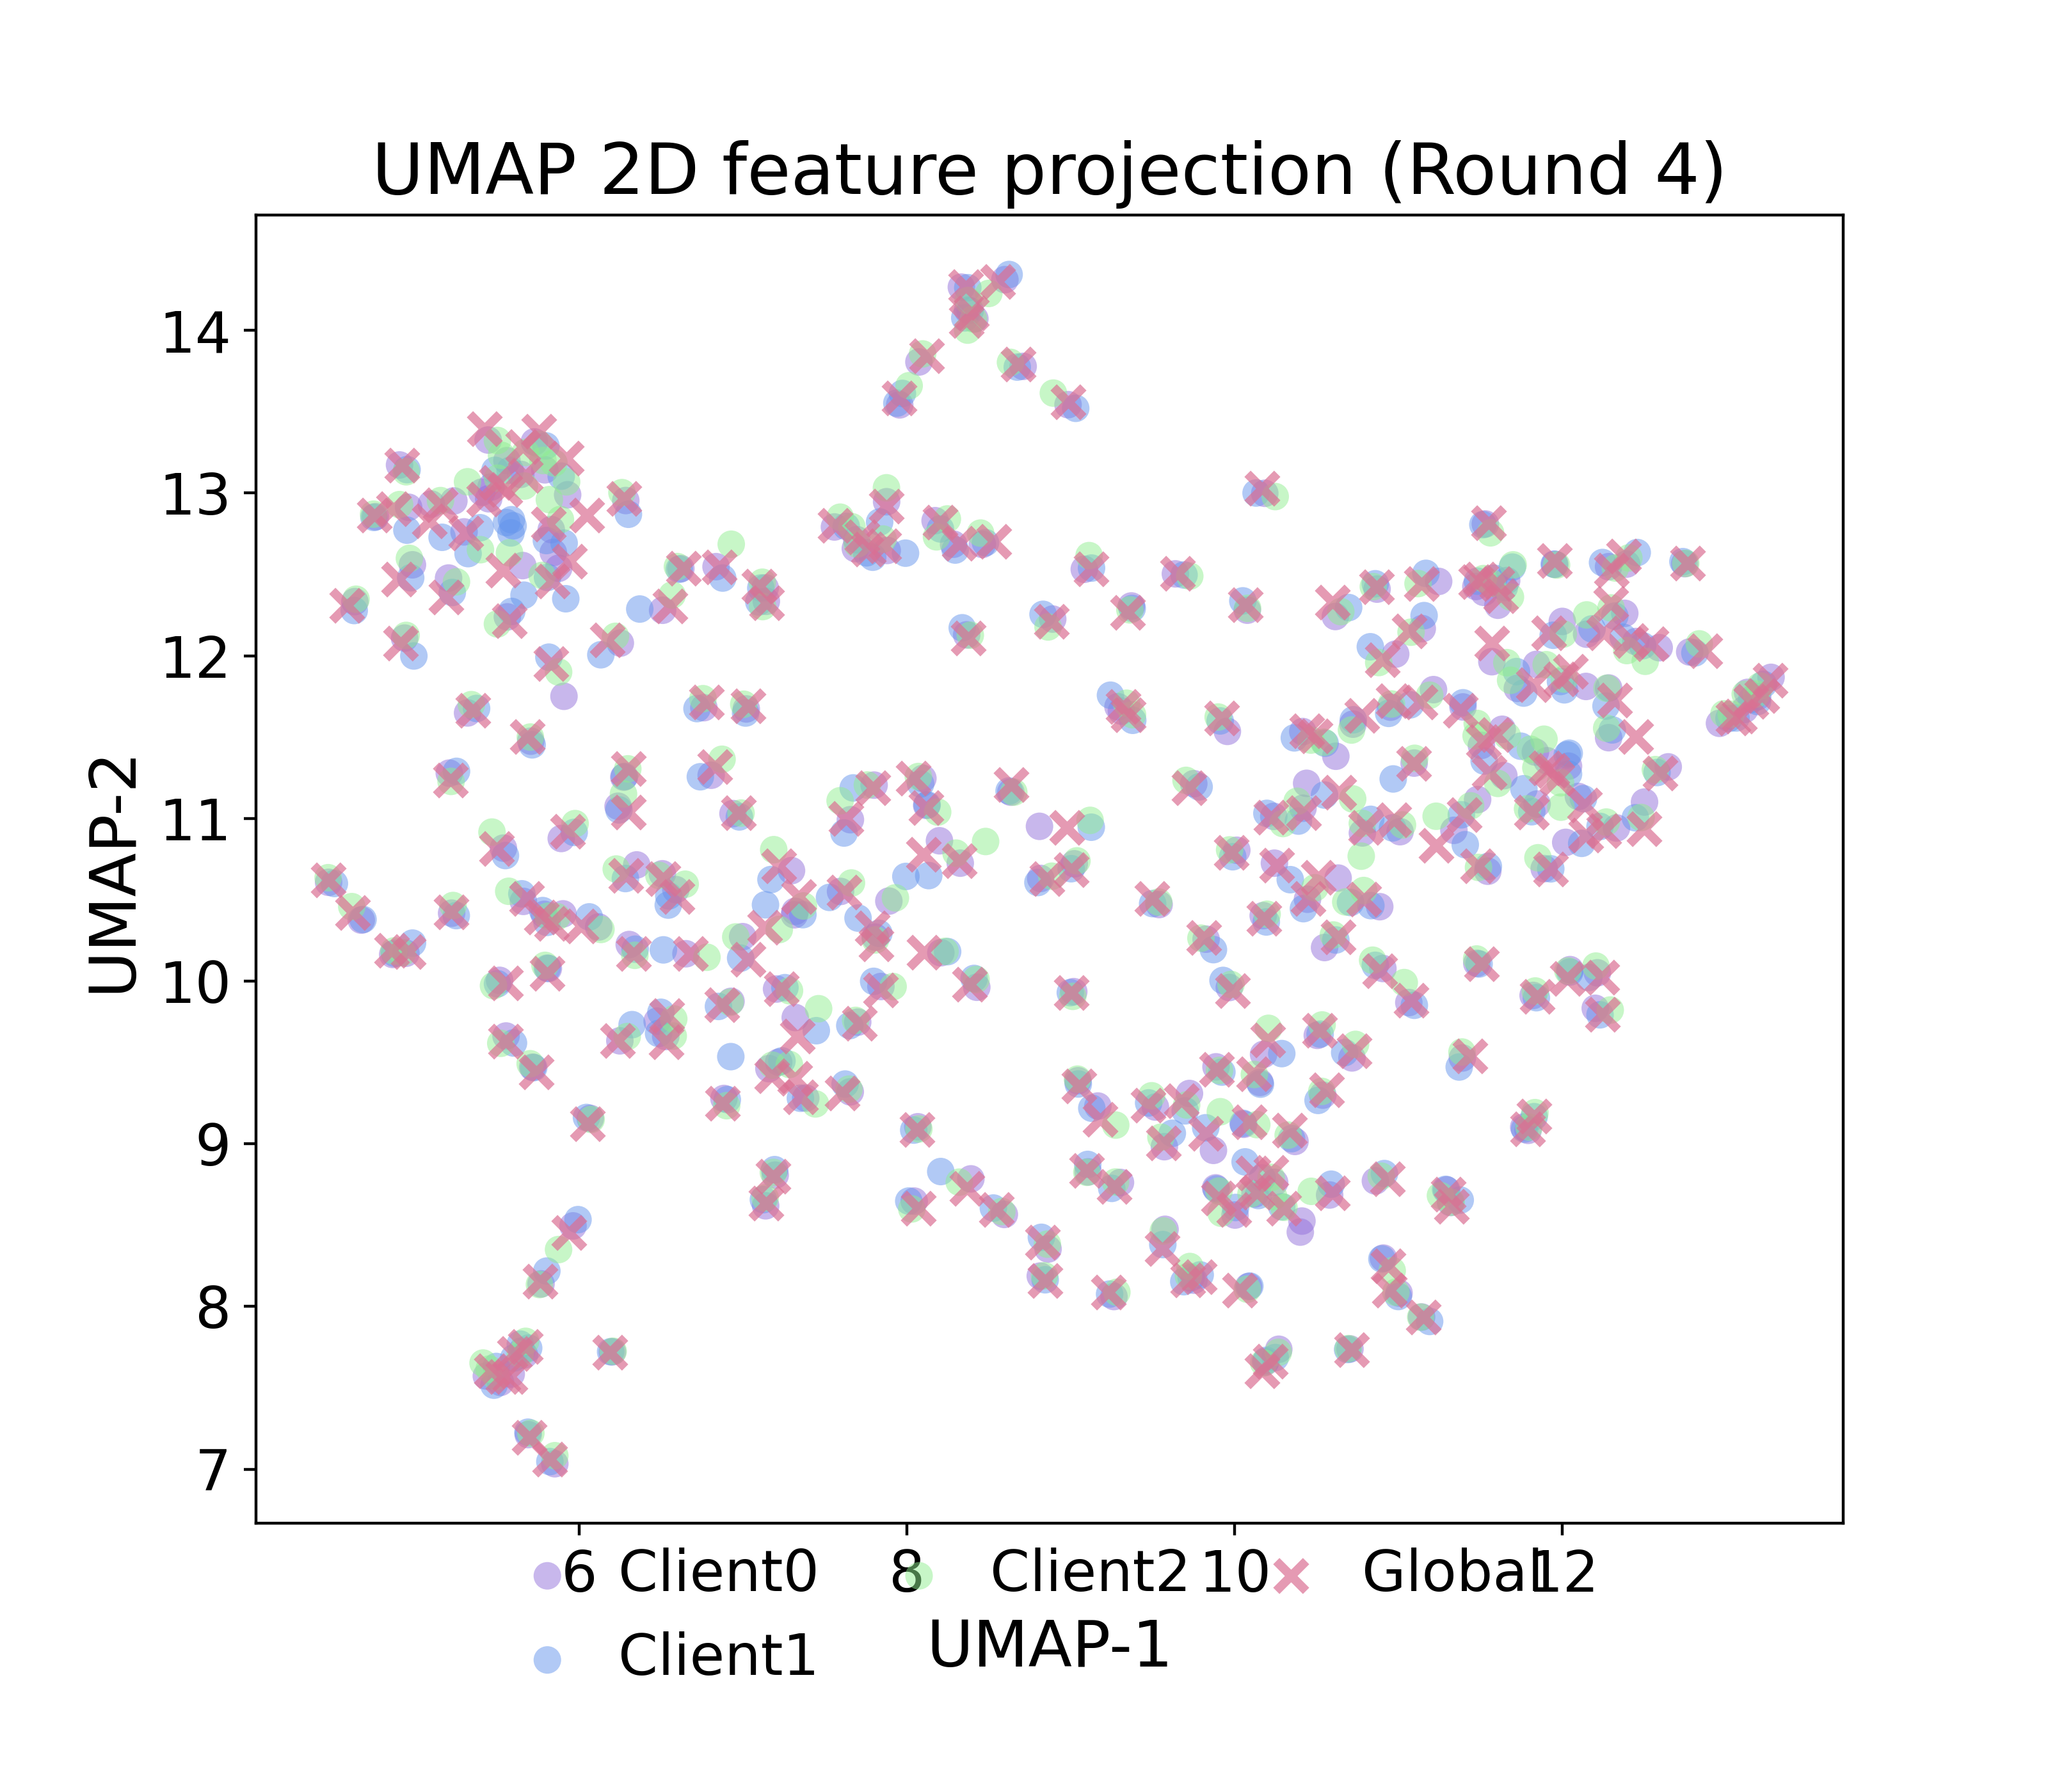 UMAP 2D feature projection (Round 4)
UMAP-2
14
13
12
11
10
9
8
7
6 8 10 12
Client0 Client2 Global
Client1
UMAP-1